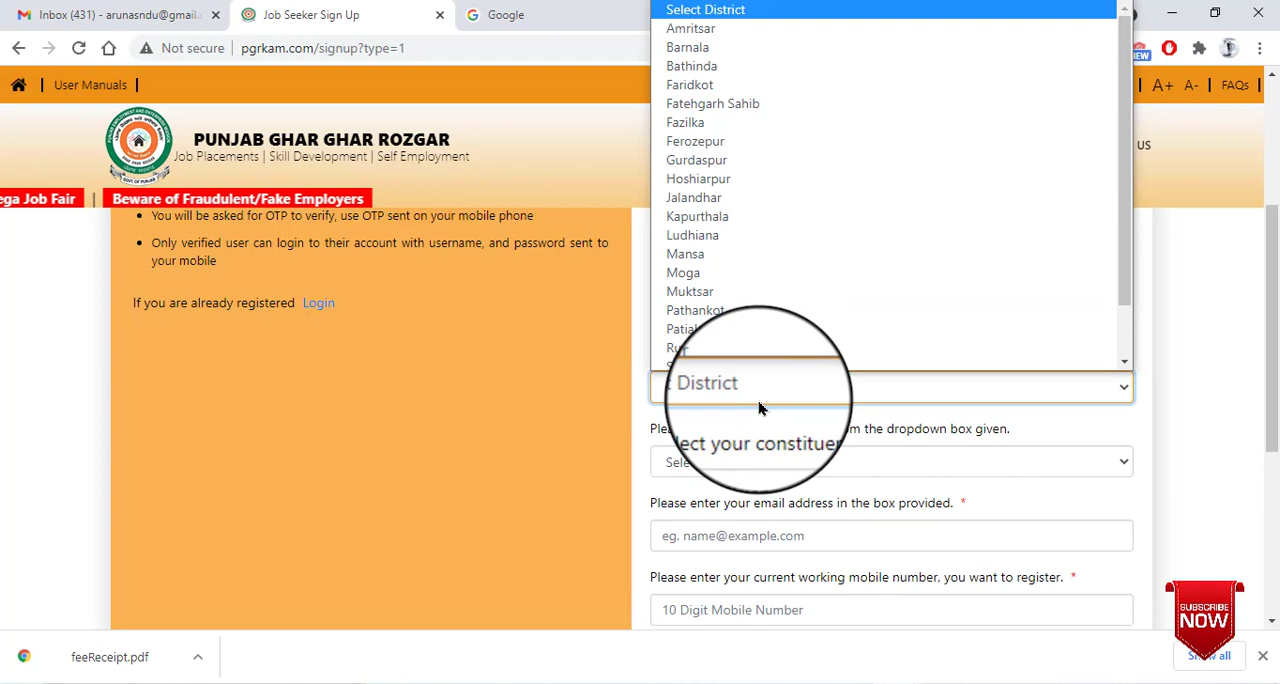 Inbox (431) - arunasndu@gmail.
Job Seeker Sign Up
Google
Not secure
pgrkam.com/signup?type=1
NEW
User Manuals
A+
A-
FAQs
PUNJAB GHAR GHAR ROZGAR
Job Placements | Skill Development | Self Employment
US
ega Job Fair | Beware of Fraudulent/Fake Employers
You will be asked for OTP to verify, use OTP sent on your mobile phone
Only verified user can login to their account with username, and password sent to
your mobile
If you are already registered Login
Select District
Amritsar
Barnala
Bathinda
Faridkot
Fatehgarh Sahib
Fazilka
Ferozepur
Gurdaspur
Hoshiarpur
Jalandhar
Kapurthala
Ludhiana
Mansa
Moga
Muktsar
Pathankot
District
lect your constituen
m the dropdown box given.
Please enter your email address in the box provided. *
eg. name@example.com
Please enter your current working mobile number, you want to register. *
10 Digit Mobile Number
SUBSCRIBE
NOW
feeReceipt.pdf
Show all